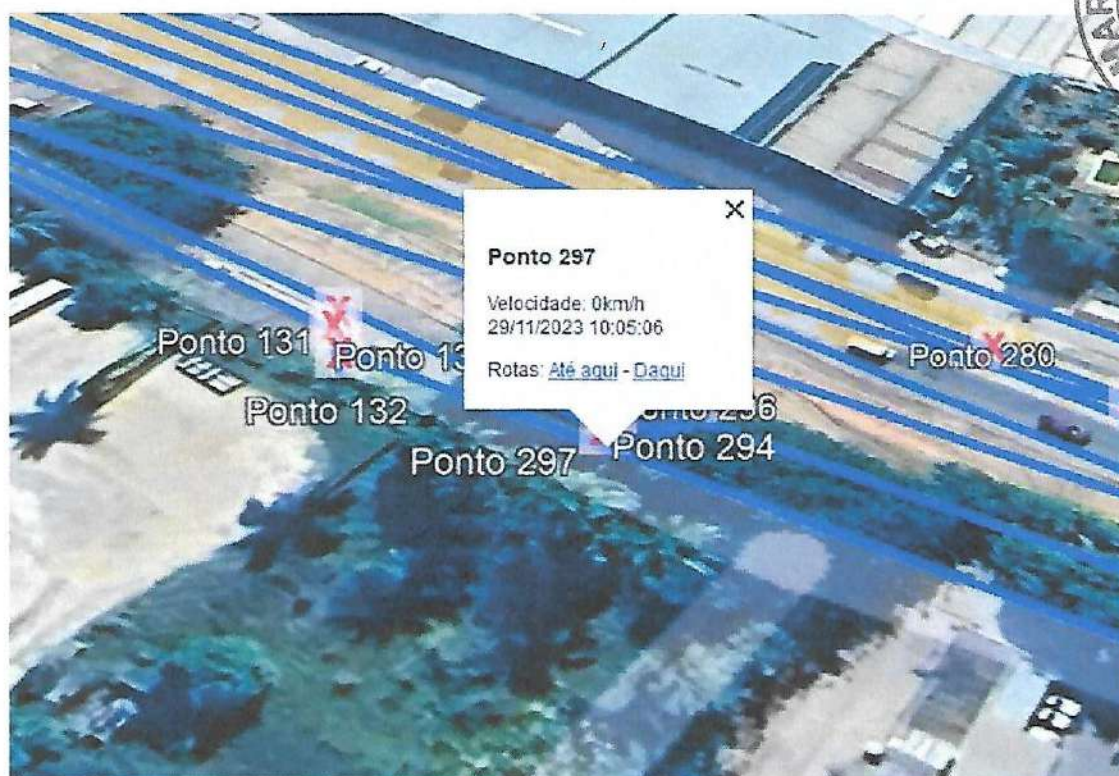 Ponto 297
Velocidade: 0km/h
29/11/2023 10:05:06
Rotas: Até aqui - Daqui
Ponto 131
Ponto 280
Ponto 132
Ponto 297
Ponto 294